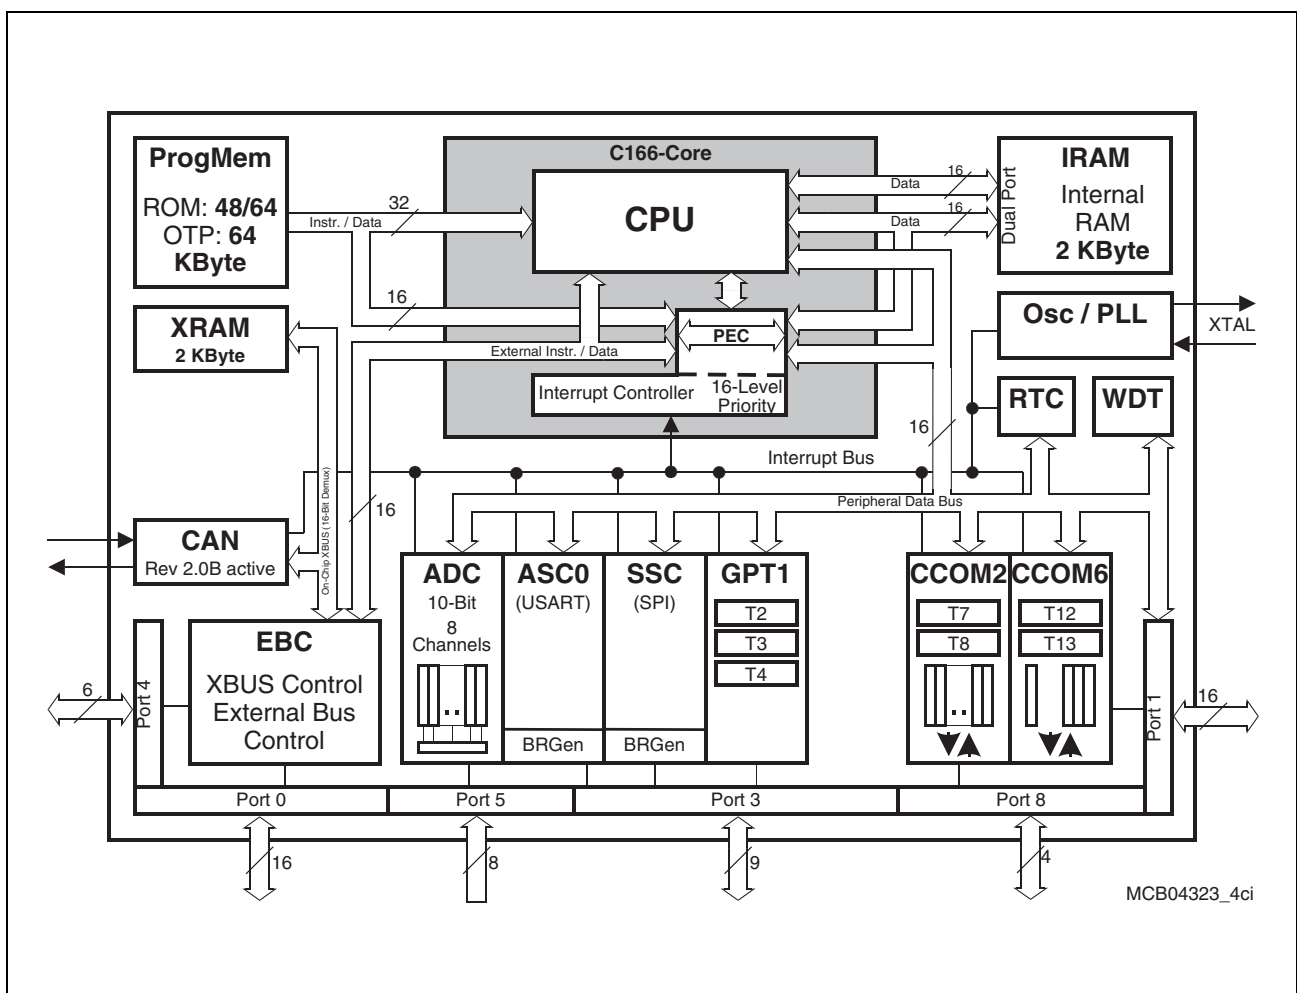 ProgMem
ROM: 48/64
OTP: 64
KByte
C166-Core
CPU
IRAM
Internal
RAM
2 KByte
Dual Port
32
Instr. / Data
16
Data
16
Data
16
XRAM
2 KByte
PEC
External Instr. / Data
Interrupt Controller
16-Level
Priority
Osc / PLL
XTAL
RTC
WDT
16
Interrupt Bus
Peripheral Data Bus
On-Chip XBUS (16-Bit Demux)
16
CAN
Rev 2.0B active
EBC
XBUS Control
External Bus
Control
ADC
10-Bit
8
Channels
ASC0
(USART)
BRGen
SSC
(SPI)
BRGen
GPT1
T2
T3
T4
CCOM2
T7
T8
CCOM6
T12
T13
6
Port 4
Port 1
16
Port 0
Port 5
Port 3
Port 8
16
8
9
4
MCB04323_4ci